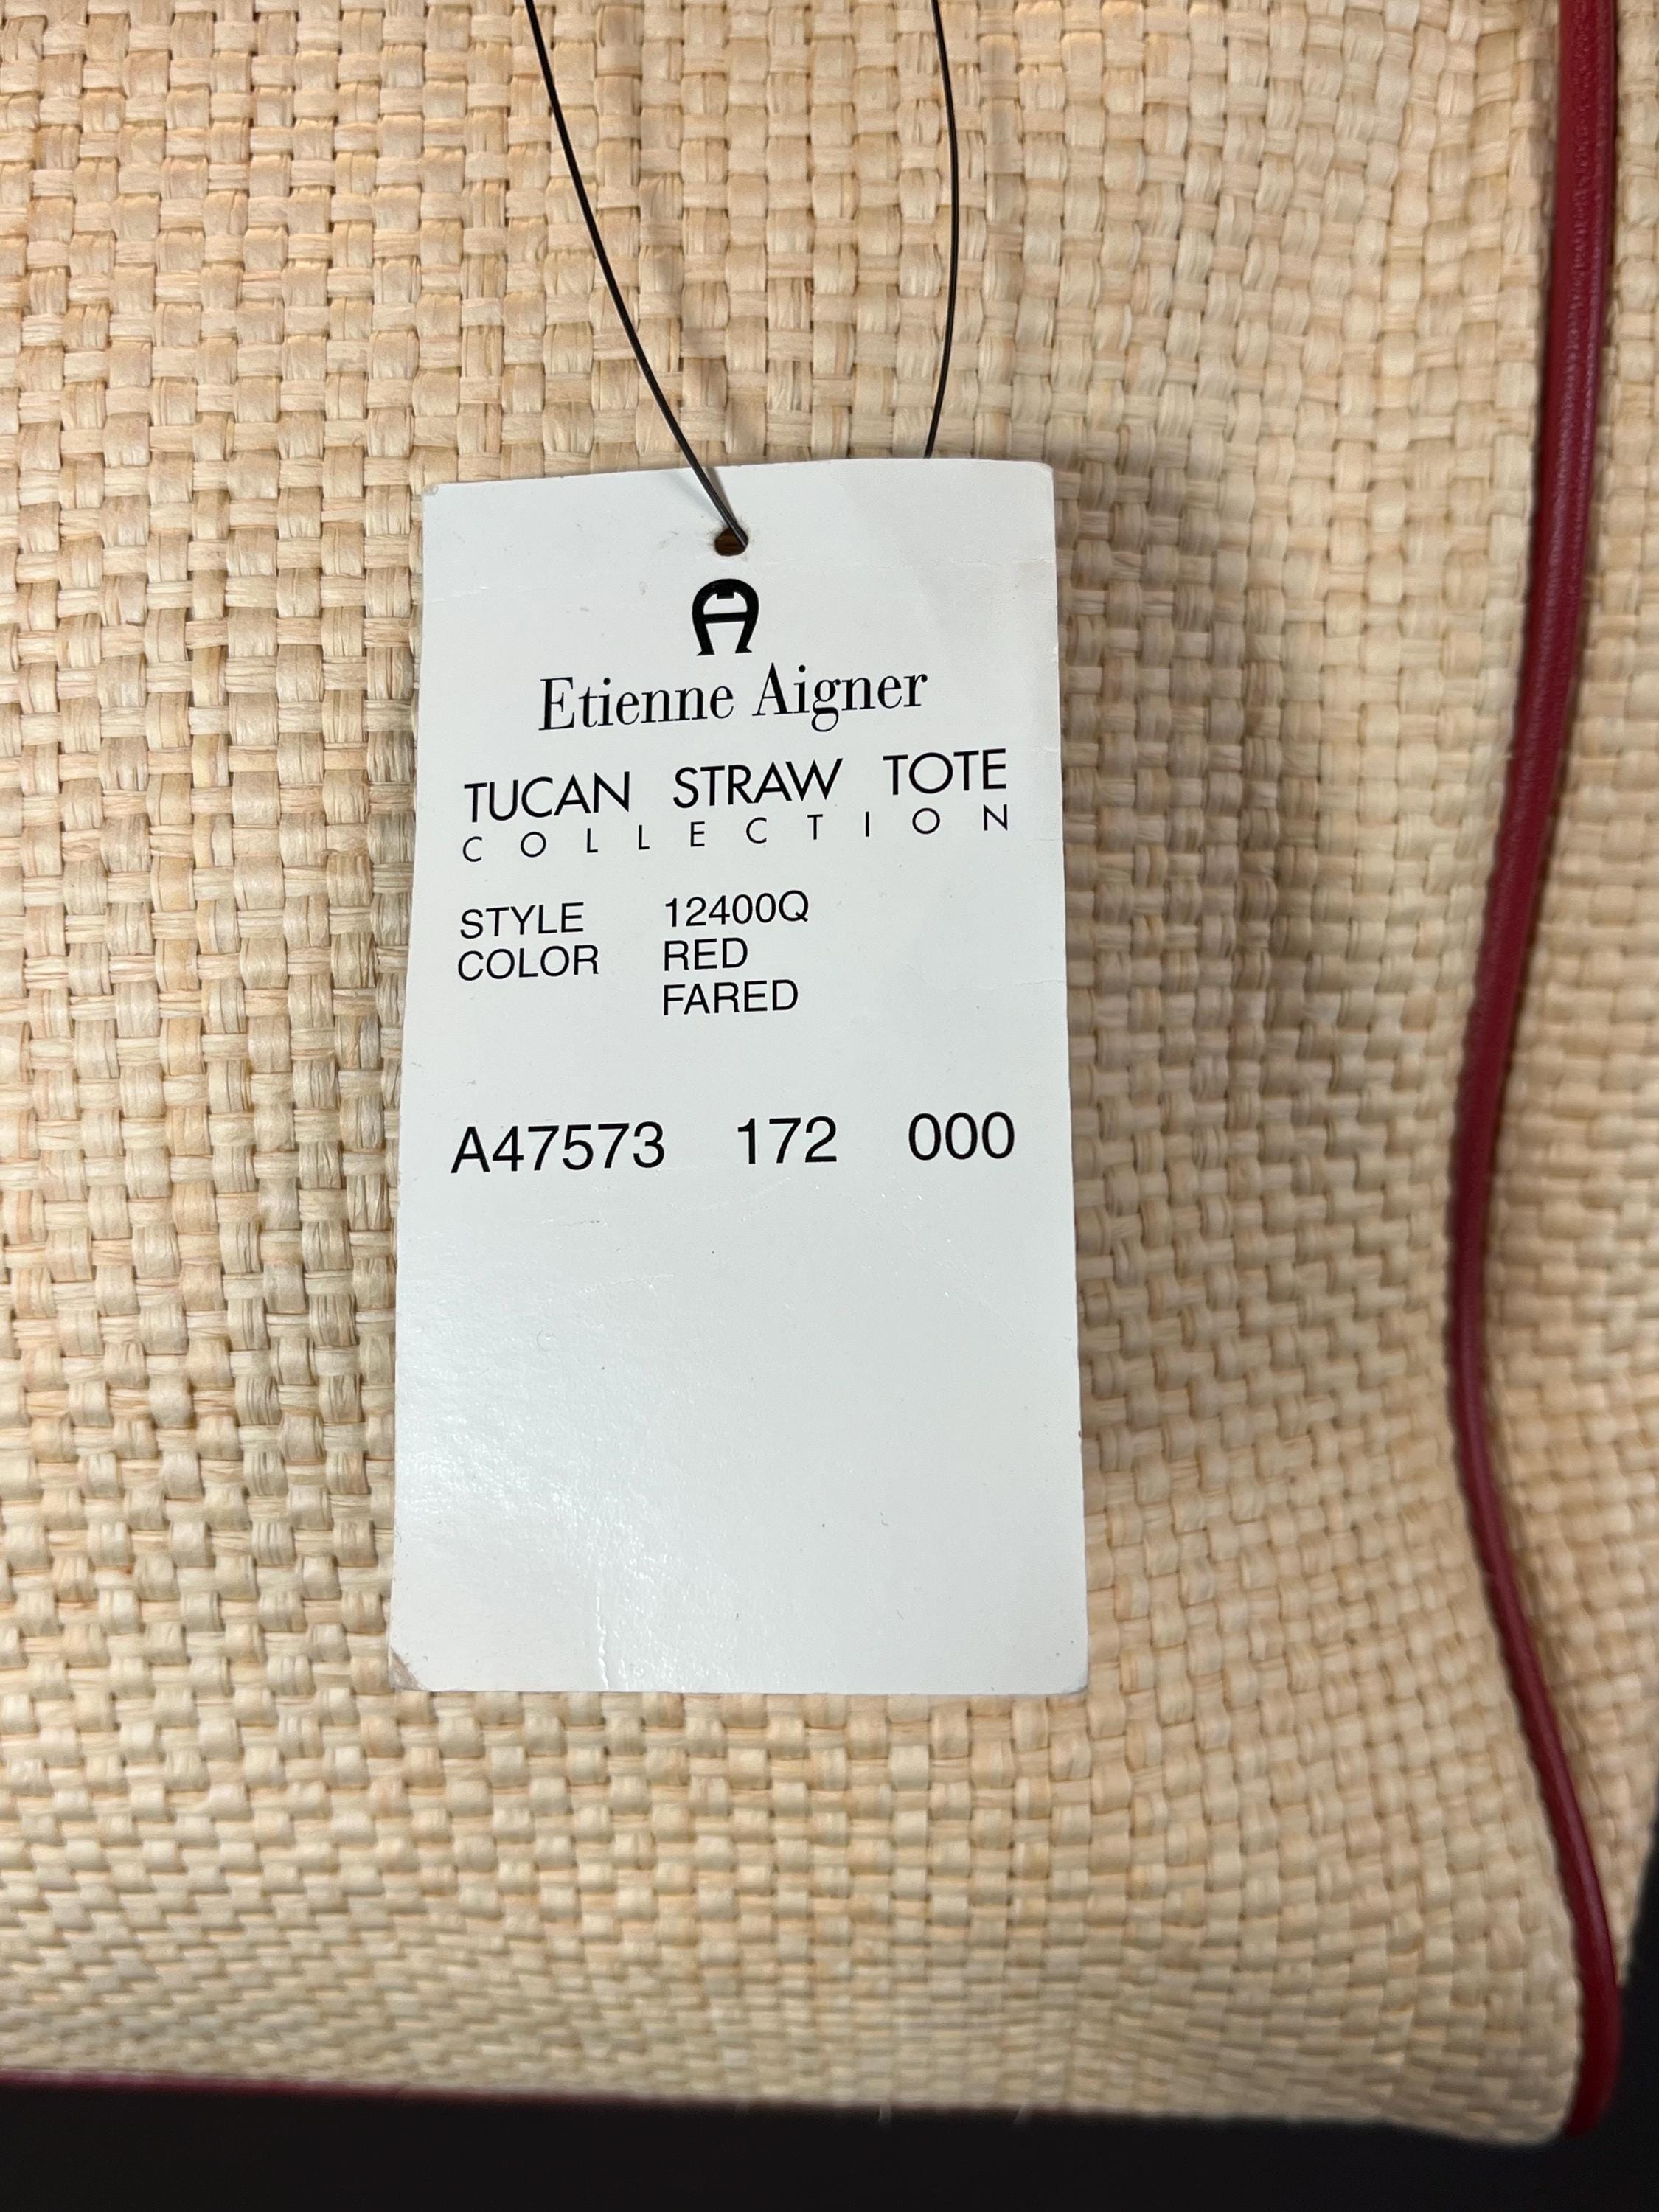 Etienne Aigner
TUCAN STRAW TOTE
COLLECTION
STYLE 12400Q
COLOR RED
FARED
A47573 172 000